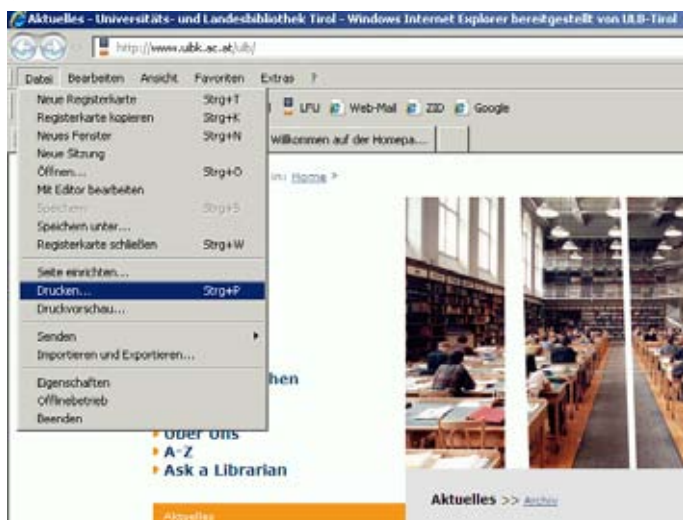 Aktuelles - Universitäts- und Landesbibliothek Tirol - Windows Internet Explorer bereitgestellt von ULB-Tirol
http://www.uibk.ac.at/ulb/
Datei Bearbeiten Ansicht Favoriten Extras ?
LFU Web-Mail ZID Google
Willkommen auf der Homepa...
Neue Registerkarte Strg+T
Registerkarte kopieren Strg+K
Neues Fenster Strg+N
Neue Sitzung
Öffnen... Strg+O
Mit Editor bearbeiten
Speichern Strg+S
Speichern unter...
Registerkarte schließen Strg+W
Seite einrichten...
Drucken... Strg+P
Druckvorschau...
Senden
Importieren und Exportieren...
Eigenschaften
Offlinebetrieb
Beenden
Home >
hen
Über Uns
A-Z
Ask a Librarian
Aktuelles
Aktuelles >> Archiv